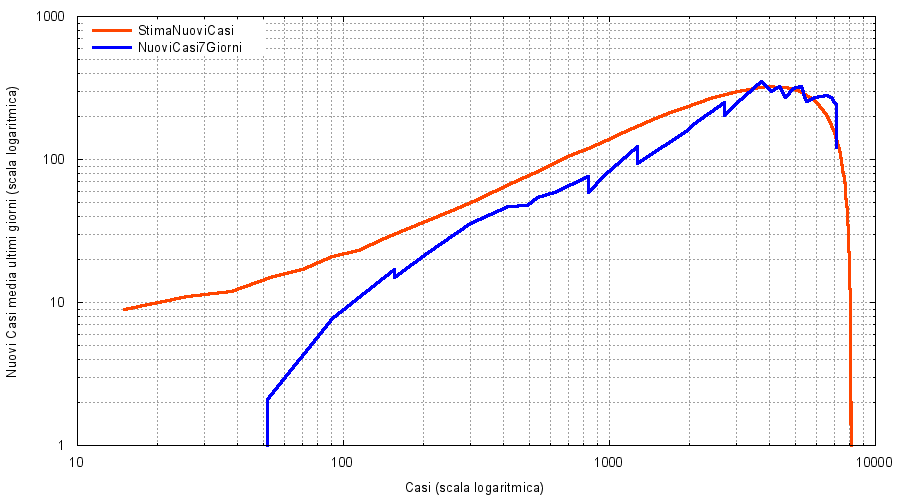 1000
StimaNuoviCasi
NuoviCasi7Giorni
100
10
1
Nuovi Casi media ultimi giorni (scala logaritmica)
10
100
1000
10000
Casi (scala logaritmica)